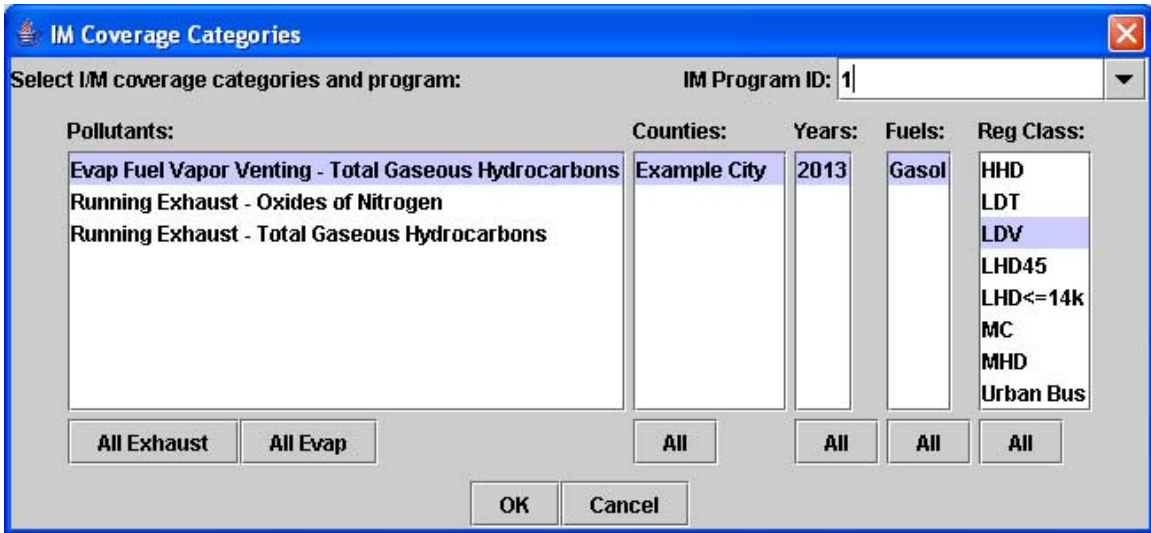 IM Coverage Categories
Select I/M coverage categories and program: IM Program ID: 1
Pollutants: Counties: Years: Fuels: Reg Class:
Evap Fuel Vapor Venting - Total Gaseous Hydrocarbons Example City 2013 Gasol HHD
Running Exhaust - Oxides of Nitrogen LDT
Running Exhaust - Total Gaseous Hydrocarbons LDV
LHD45
LHD<=14k
MC
MHD
Urban Bus
All Exhaust All Evap All All All All
OK Cancel